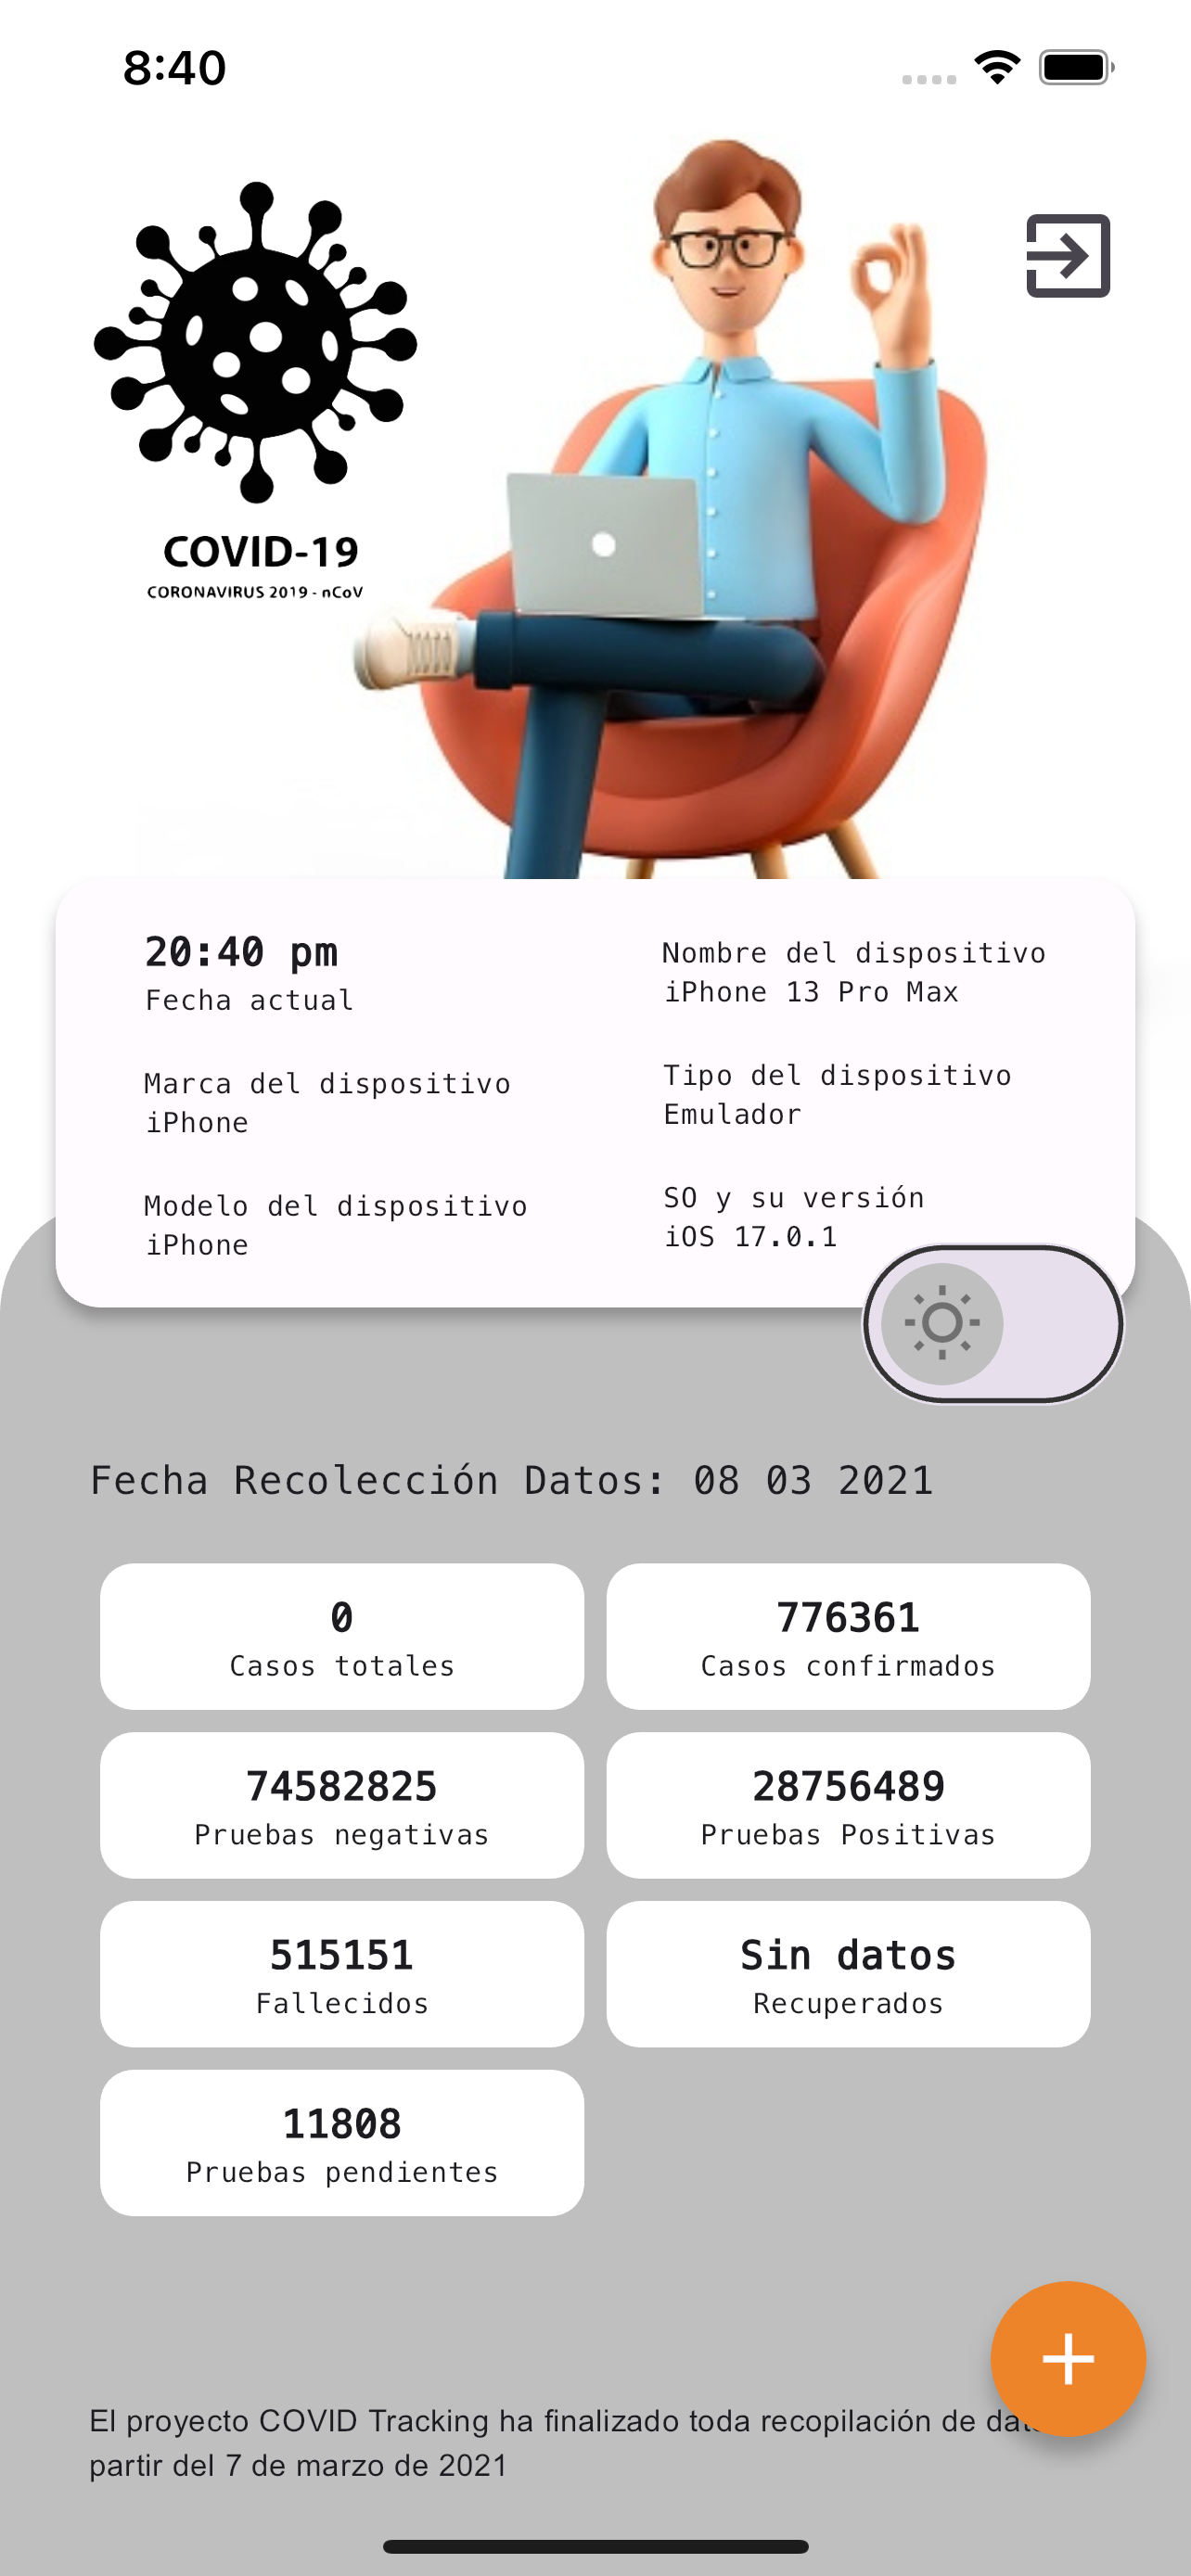 8:40
COVID-19
CORONAVIRUS 2019 - nCoV
20:40 pm
Fecha actual
Marca del dispositivo
iPhone
Modelo del dispositivo
iPhone
Nombre del dispositivo
iPhone 13 Pro Max
Tipo del dispositivo
Emulador
SO y su versión
iOS 17.0.1
Fecha Recolección Datos: 08 03 2021
0
Casos totales
776361
Casos confirmados
74582825
Pruebas negativas
28756489
Pruebas Positivas
515151
Fallecidos
Sin datos
Recuperados
11808
Pruebas pendientes
El proyecto COVID Tracking ha finalizado toda recopilación de
partir del 7 de marzo de 2021